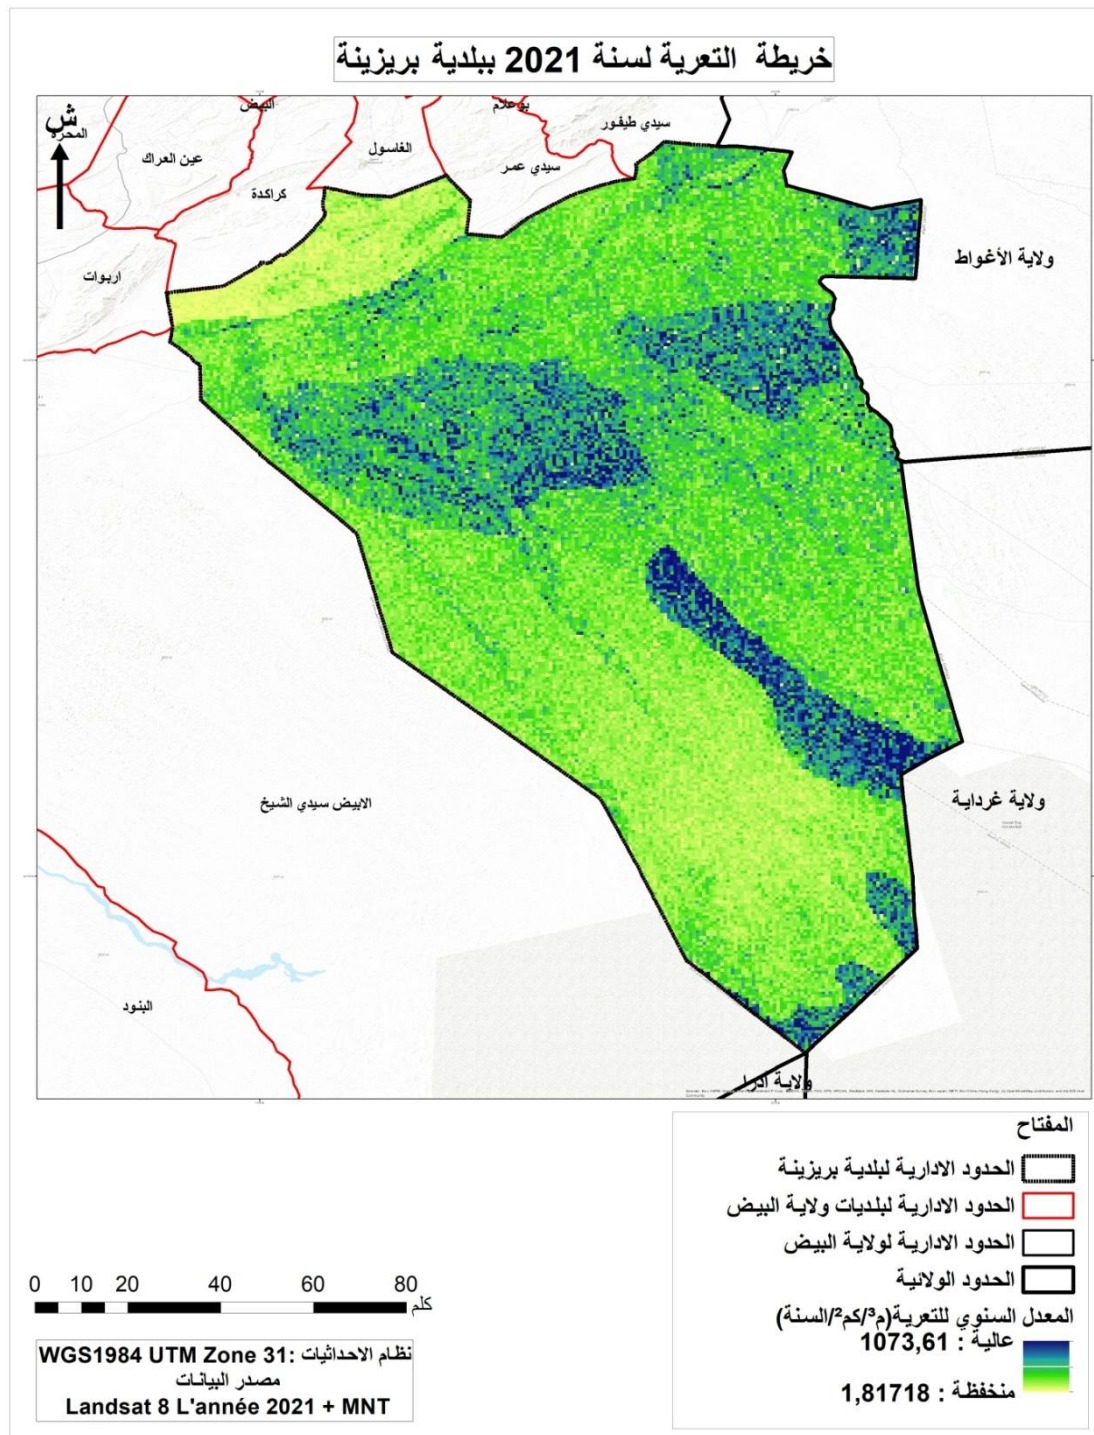 خريطة التعرية لسنة 2021 ببلدية بريزينة
ش
المحرة
البيض
بوعلام
سيدي طيفور
عين العراك
الغاسول
سيدي عمر
كراكدة
اربوات
ولاية الأغواط
الابيض سيدي الشيخ
ولاية غرداية
البنود
ولاية أدرا
المفتاح
الحدود الادارية لبلدية بريزينة
الحدود الادارية لبلديات ولاية البيض
الحدود الادارية لولاية البيض
الحدود الولائية
المعدل السنوي للتعرية(م³/كم²/السنة)
عالية : 1073,61
منخفظة : 1,81718
0 10 20 40 60 80
كلم
نظام الاحداثيات :WGS1984 UTM Zone 31
مصدر البيانات
Landsat 8 L'année 2021 + MNT